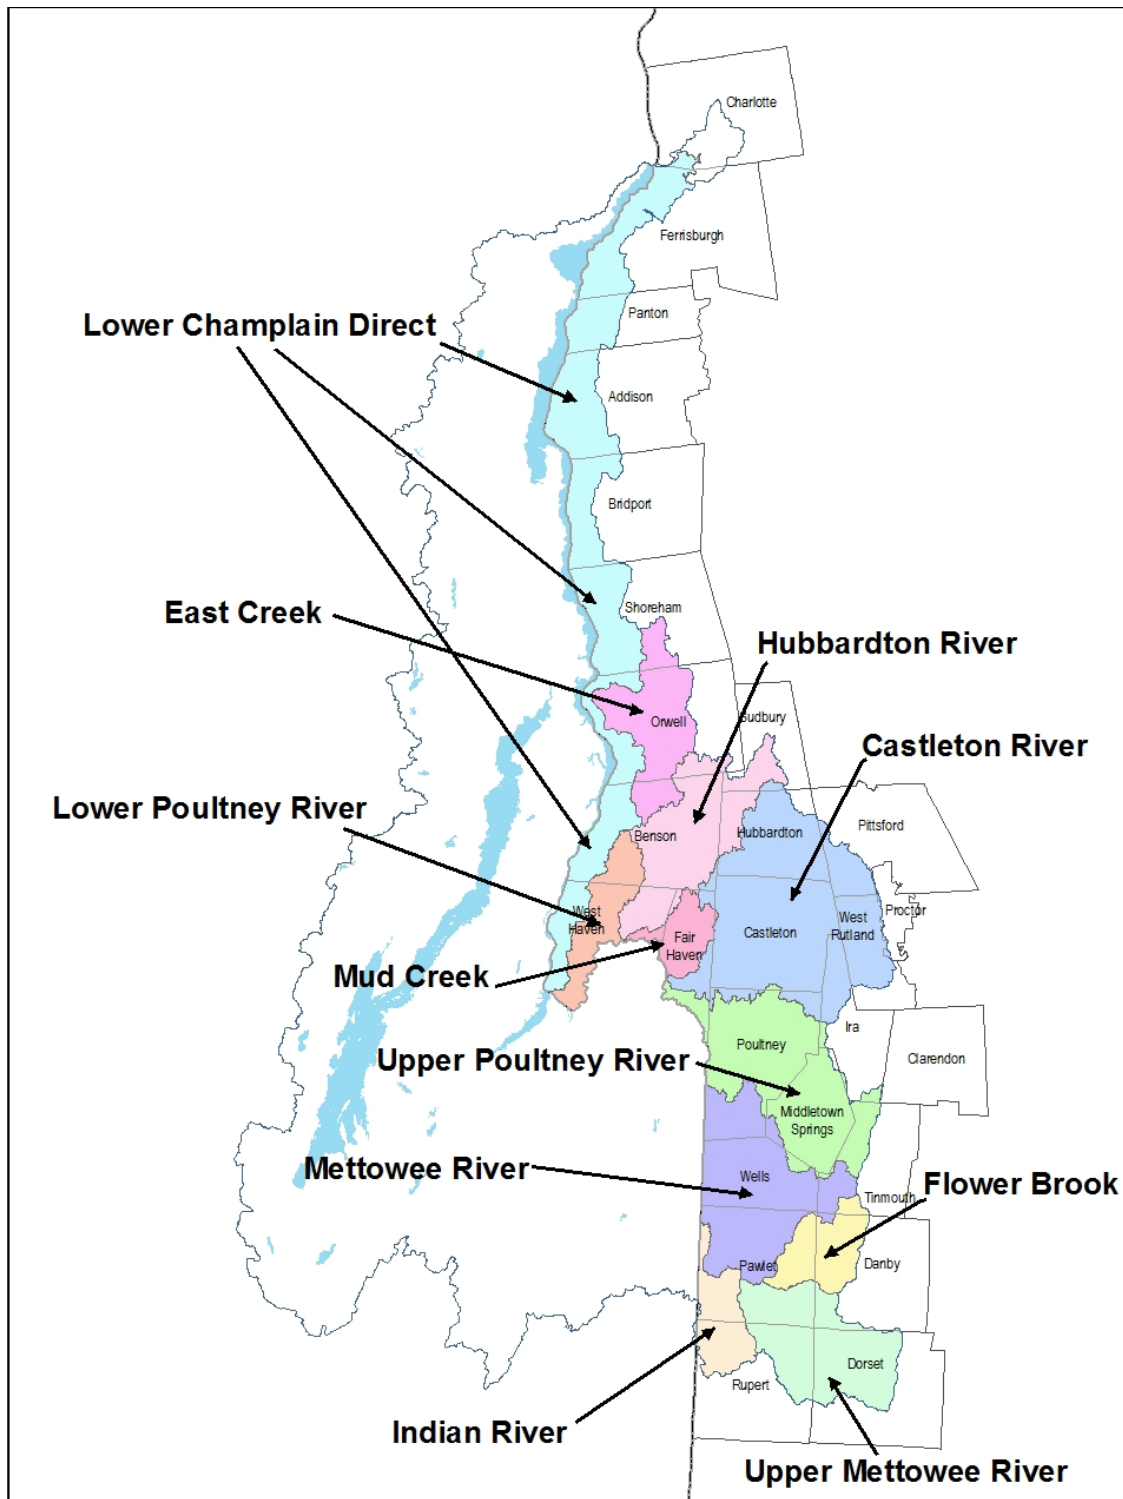 Charlotte
Ferrisburgh
Panton
Lower Champlain Direct
Addison
Bridport
East Creek
Shoreham
Hubbardton River
Orwell
Sudbury
Castleton River
Lower Poultney River
Benson
Hubbardton
Pittsford
West
Haven
Proctor
West
Rutland
Castleton
Fair
Haven
Mud Creek
Ira
Poultney
Upper Poultney River
Clarendon
Middletown
Springs
Mettowee River
Wells
Flower Brook
Tinmouth
Pawlet
Danby
Dorset
Rupert
Indian River
Upper Mettowee River